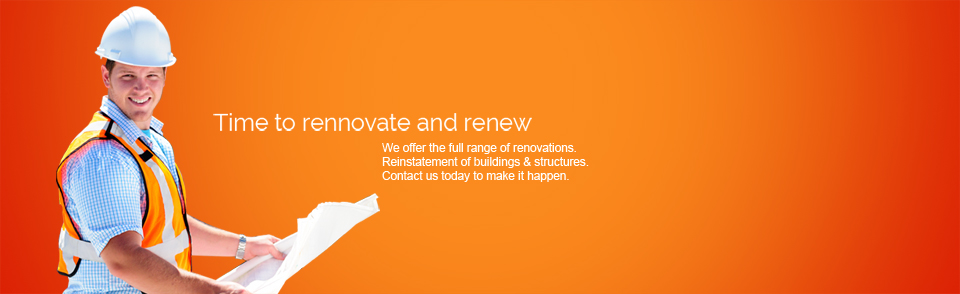 Time to rennovate and renew
We offer the full range of renovations.
Reinstatement of buildings & structures.
Contact us today to make it happen.